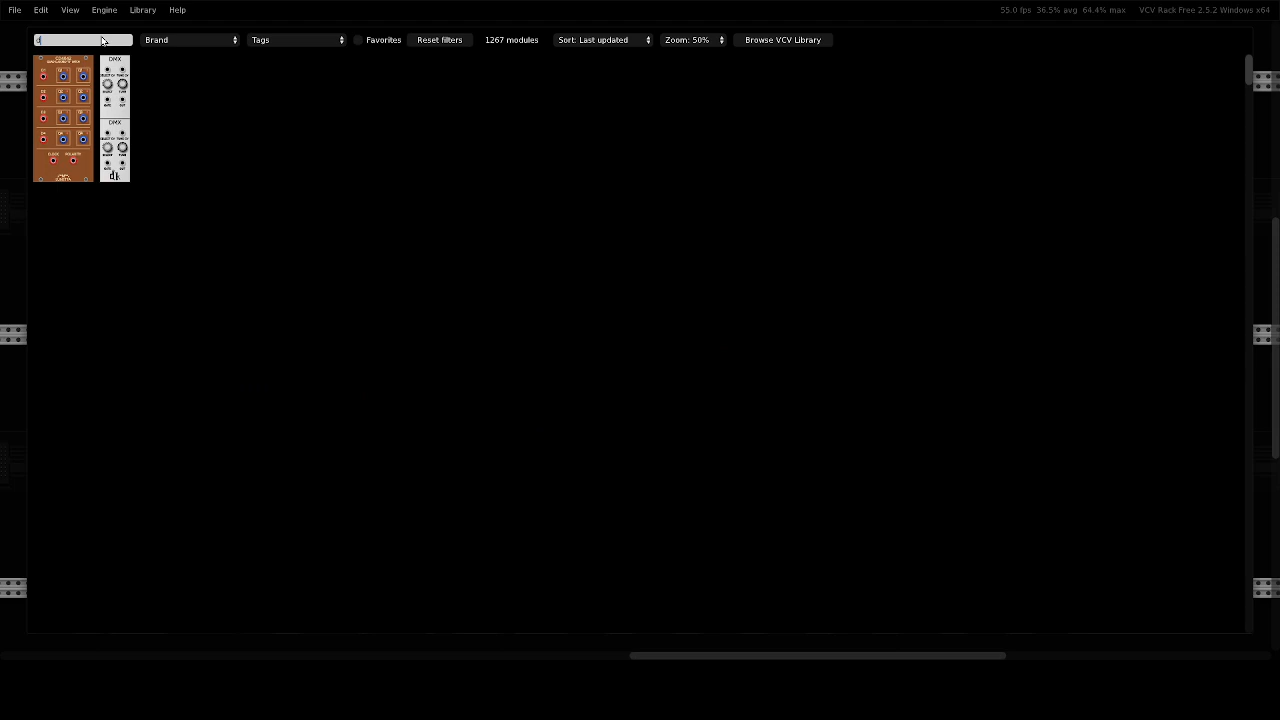 File Edit View Engine Library Help 55.0 fps 36.5% avg 64.4% max VCV Rack Free 2.5.2 Windows x64
d Brand Tags Favorites Reset filters 1267 modules Sort: Last updated Zoom: 50% Browse VCV Library
DMX
DMX